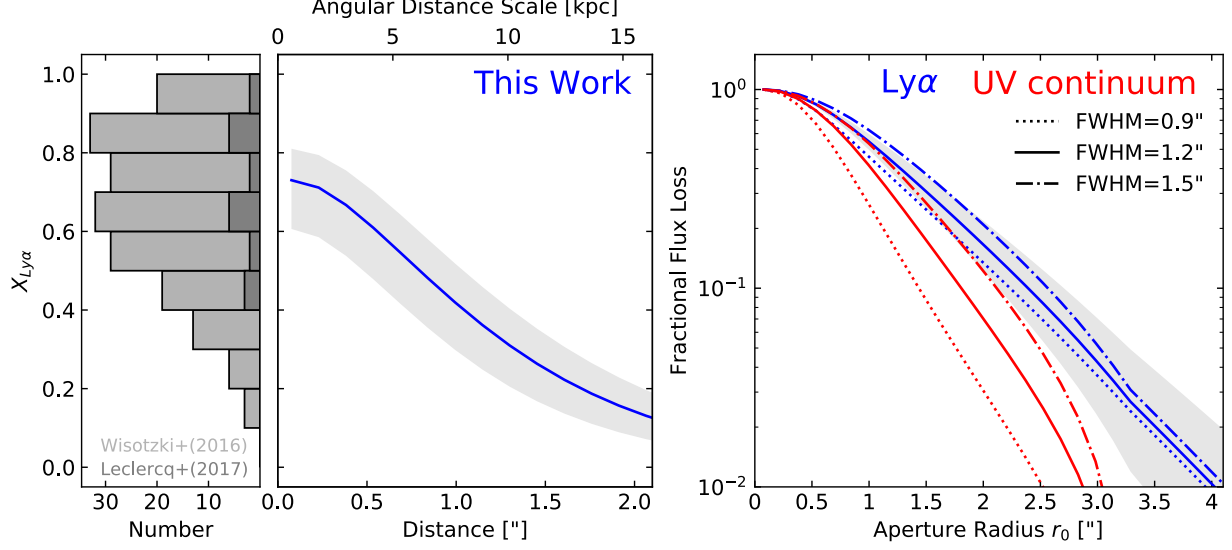 Angular Distance Scale [kpc]
0 5 10 15
This Work
Lyα UV continuum
FWHM=0.9"
FWHM=1.2"
FWHM=1.5"
1.0
0.8
0.6
0.4
0.2
0.0
X_{Lyα}
Wisotzki+(2016)
Leclercq+(2017)
30 20 10
Number
0.0 0.5 1.0 1.5 2.0
Distance ["]
Fractional Flux Loss
10^0
10^{-1}
10^{-2}
0 0.5 1 1.5 2 2.5 3.0 3.5 4
Aperture Radius r_0 ["]